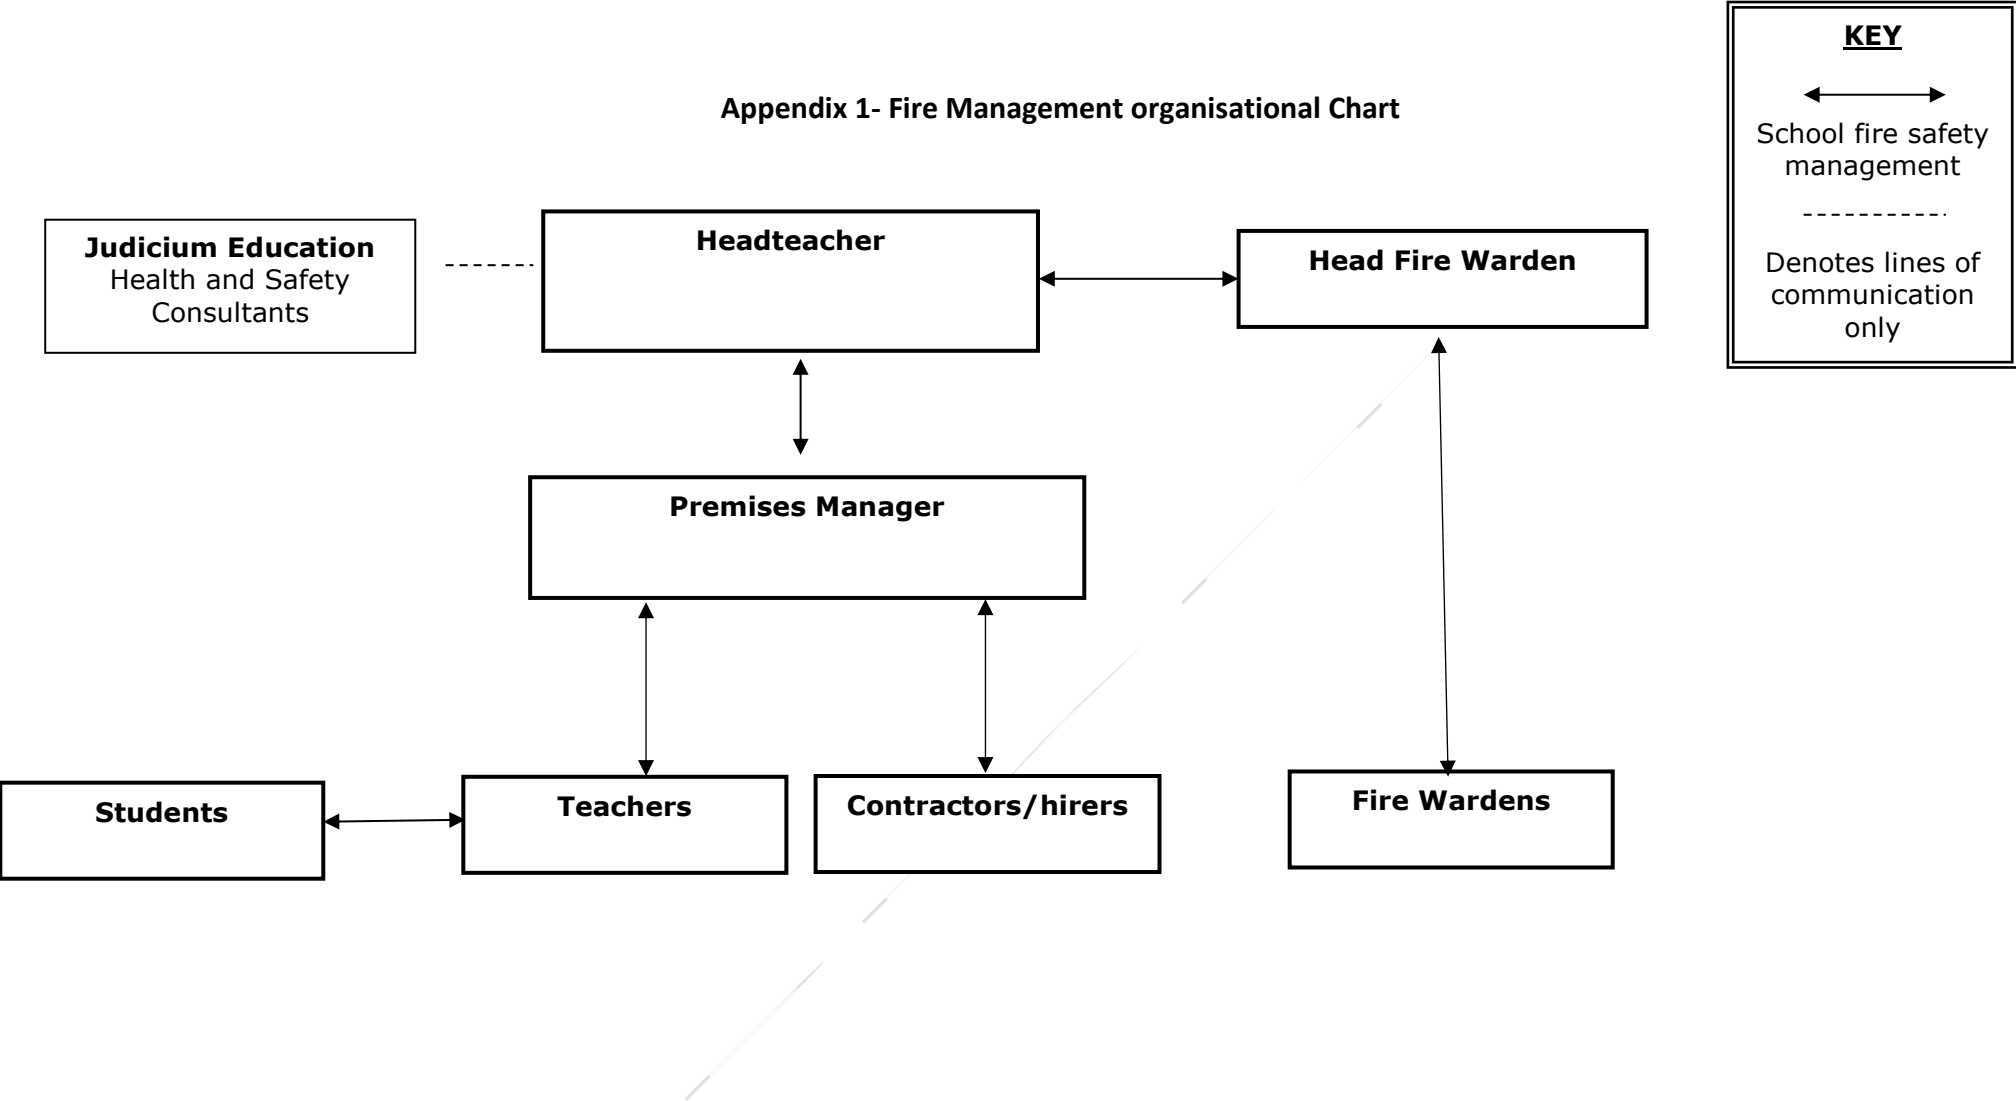 Appendix 1- Fire Management organisational Chart
KEY
School fire safety
management
Denotes lines of
communication
only
Judicium Education
Health and Safety
Consultants
Headteacher
Head Fire Warden
Premises Manager
Students
Teachers
Contractors/hirers
Fire Wardens